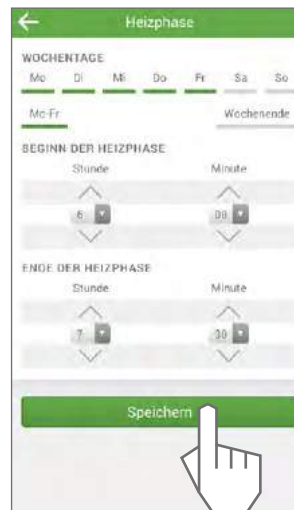 Heizphase
WOCHENTAGE
Mo Di Mi Do Fr Sa So
Mo-Fr Wochenende
BEGINN DER HEIZPHASE
Stunde Minute
6 00
ENDE DER HEIZPHASE
Stunde Minute
7 30
Speichern